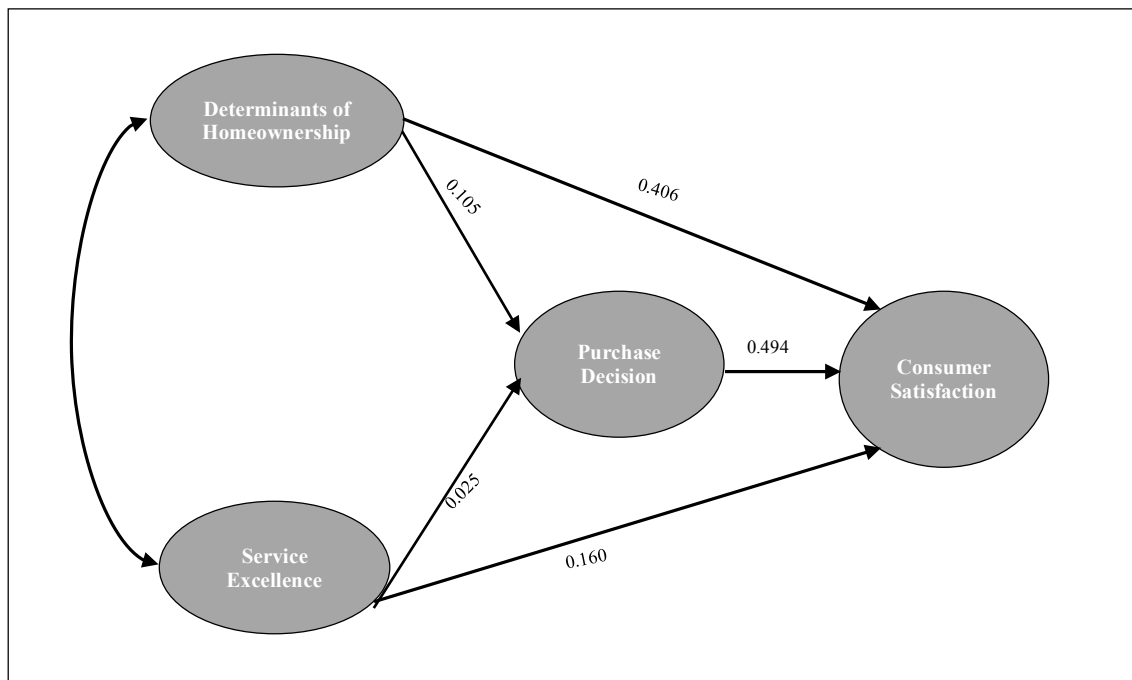 Determinants of
Homeownership
0.105
0.406
Purchase
Decision
0.494
Consumer
Satisfaction
0.025
Service
Excellence
0.160